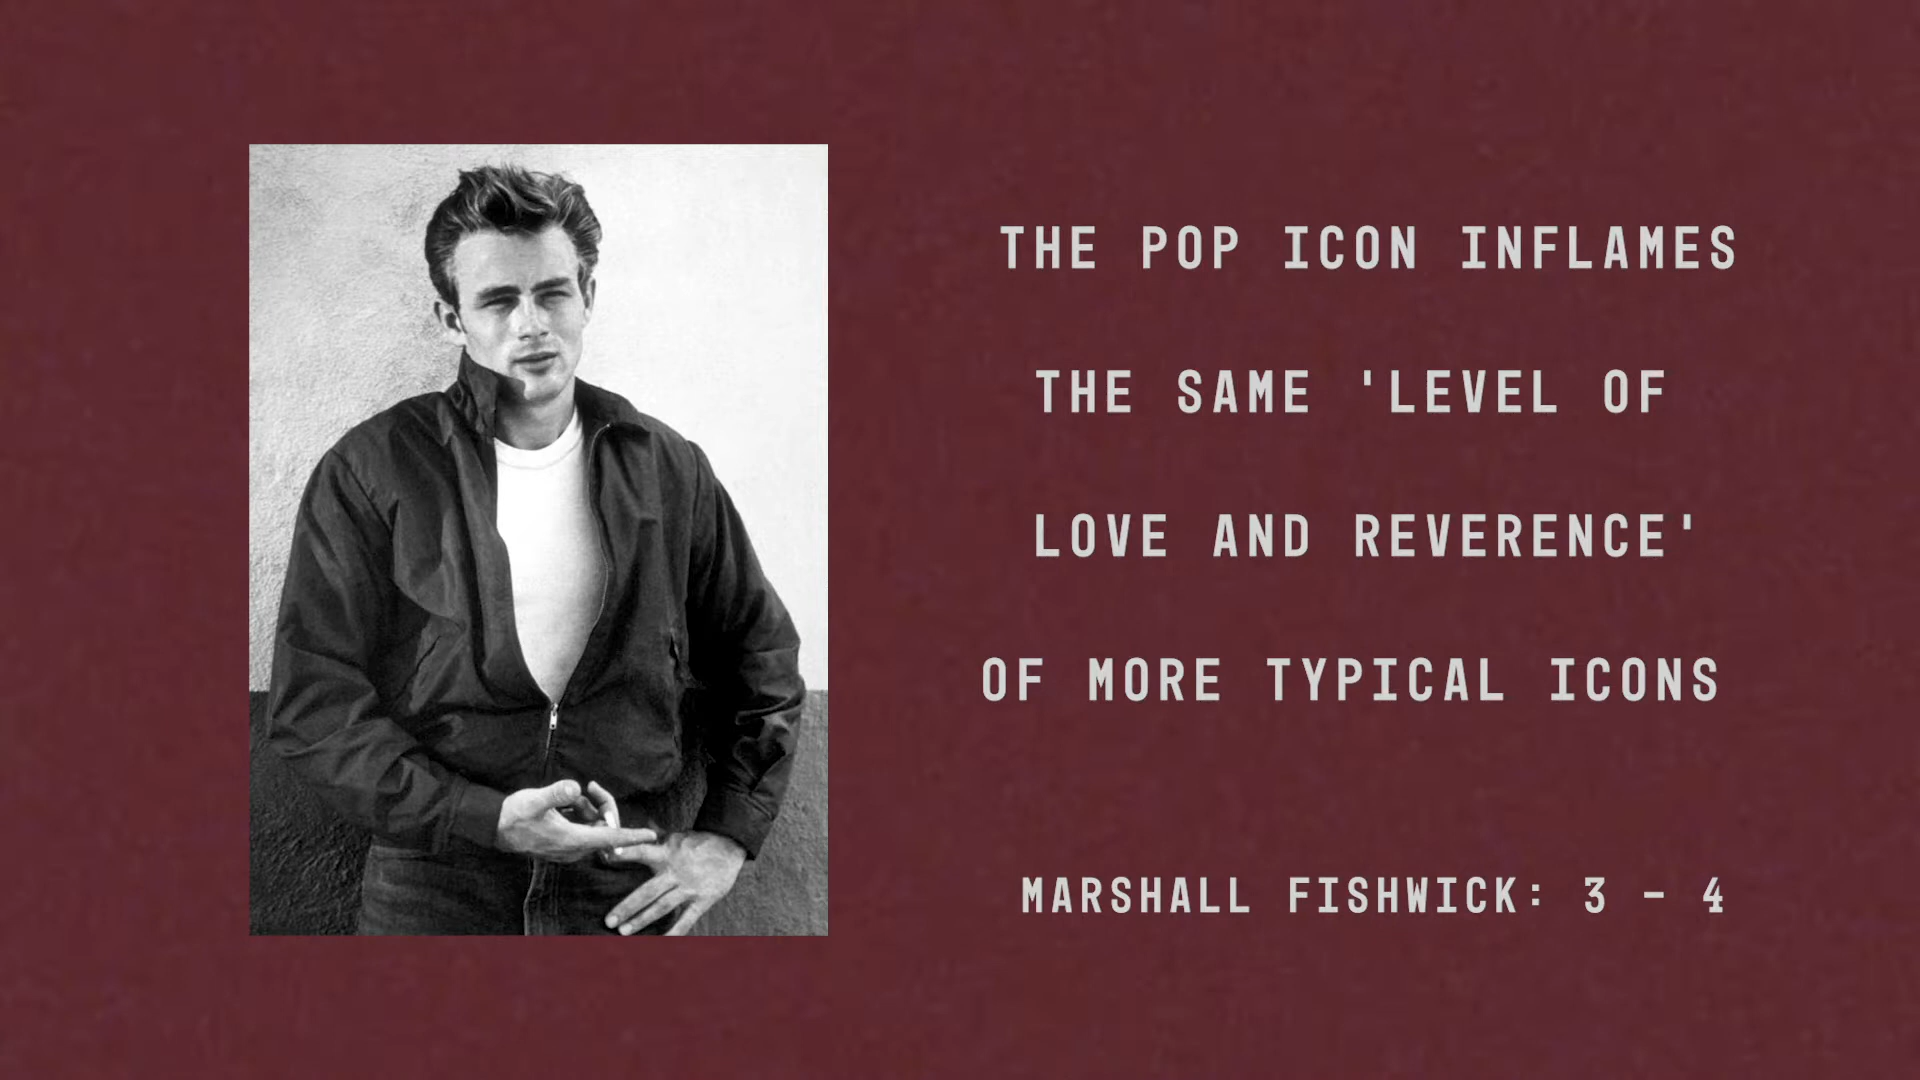 THE POP ICON INFLAMES
THE SAME 'LEVEL OF
LOVE AND REVERENCE'
OF MORE TYPICAL ICONS
MARSHALL FISHWICK: 3 - 4